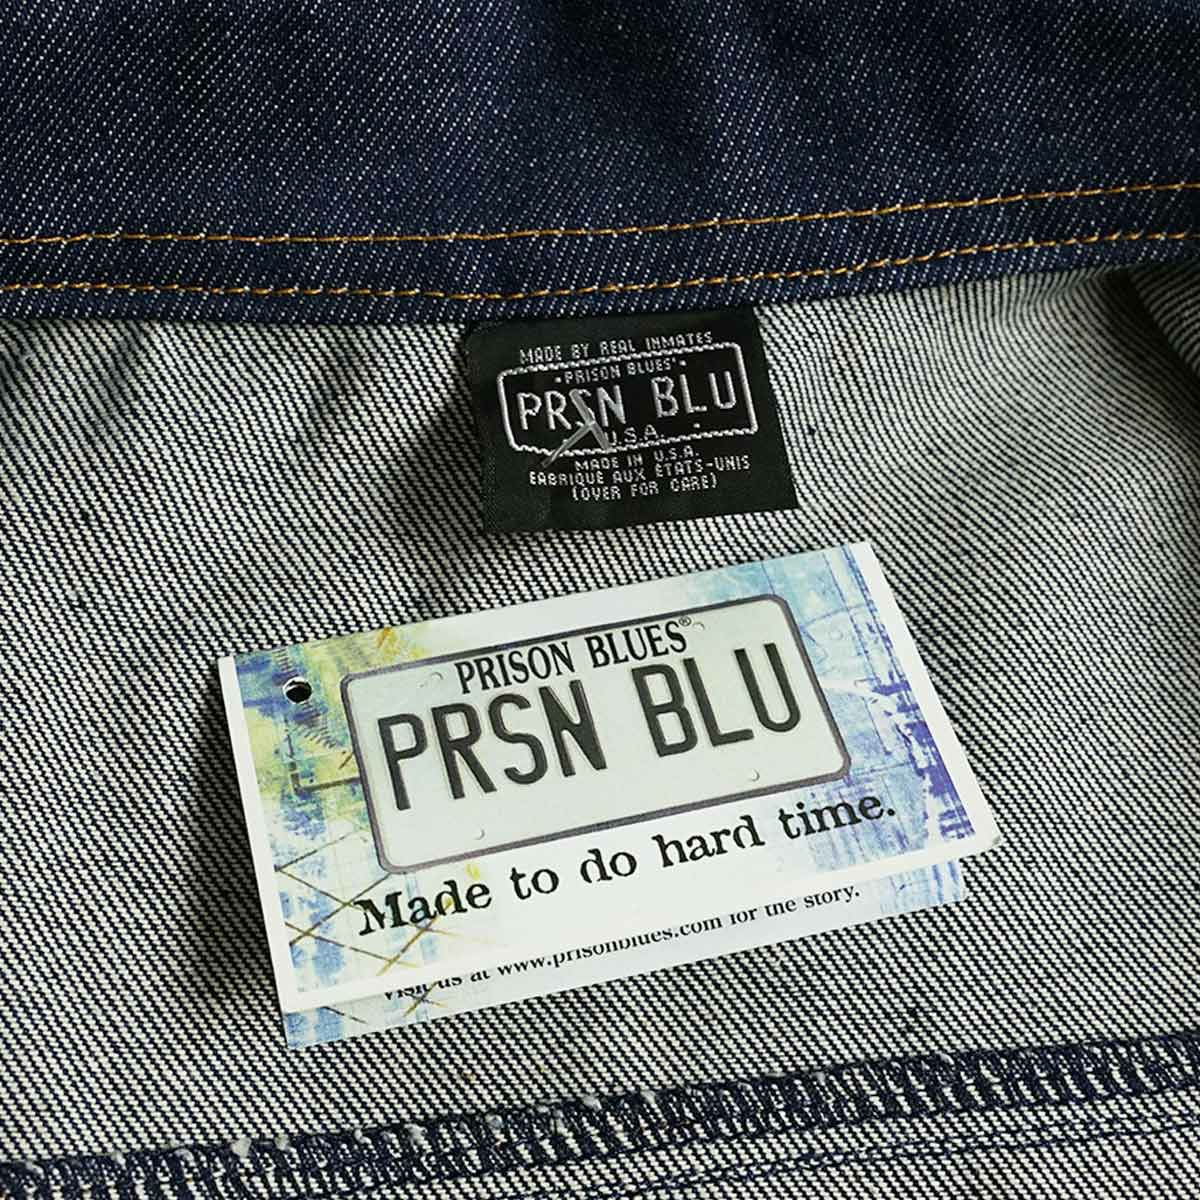 MADE BY REAL INMATES
·PRISON BLUES·
PRSN BLU
U.S.A.
MADE IN U.S.A.
FABRIQUE AUX ÉTATS-UNIS
(OVER FOR CARE)
PRISON BLUES®
PRSN BLU
Made to do hard time.
Visit us at www.prisonblues.com for the story.